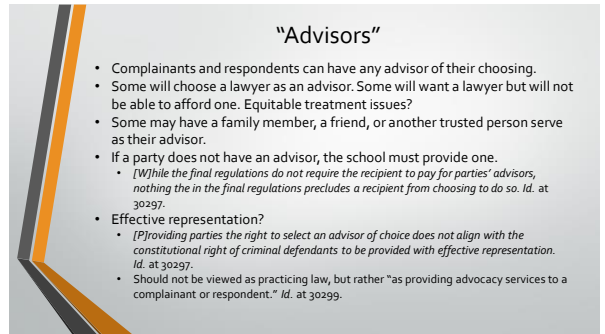 “Advisors”
• Complainants and respondents can have any advisor of their choosing.
• Some will choose a lawyer as an advisor. Some will want a lawyer but will not
be able to afford one. Equitable treatment issues?
• Some may have a family member, a friend, or another trusted person serve
as their advisor.
• If a party does not have an advisor, the school must provide one.
• [W]hile the final regulations do not require the recipient to pay for parties’ advisors,
nothing the in the final regulations precludes a recipient from choosing to do so. Id. at
30297.
• Effective representation?
• [P]roviding parties the right to select an advisor of choice does not align with the
constitutional right of criminal defendants to be provided with effective representation.
Id. at 30297.
• Should not be viewed as practicing law, but rather “as providing advocacy services to a
complainant or respondent.” Id. at 30299.